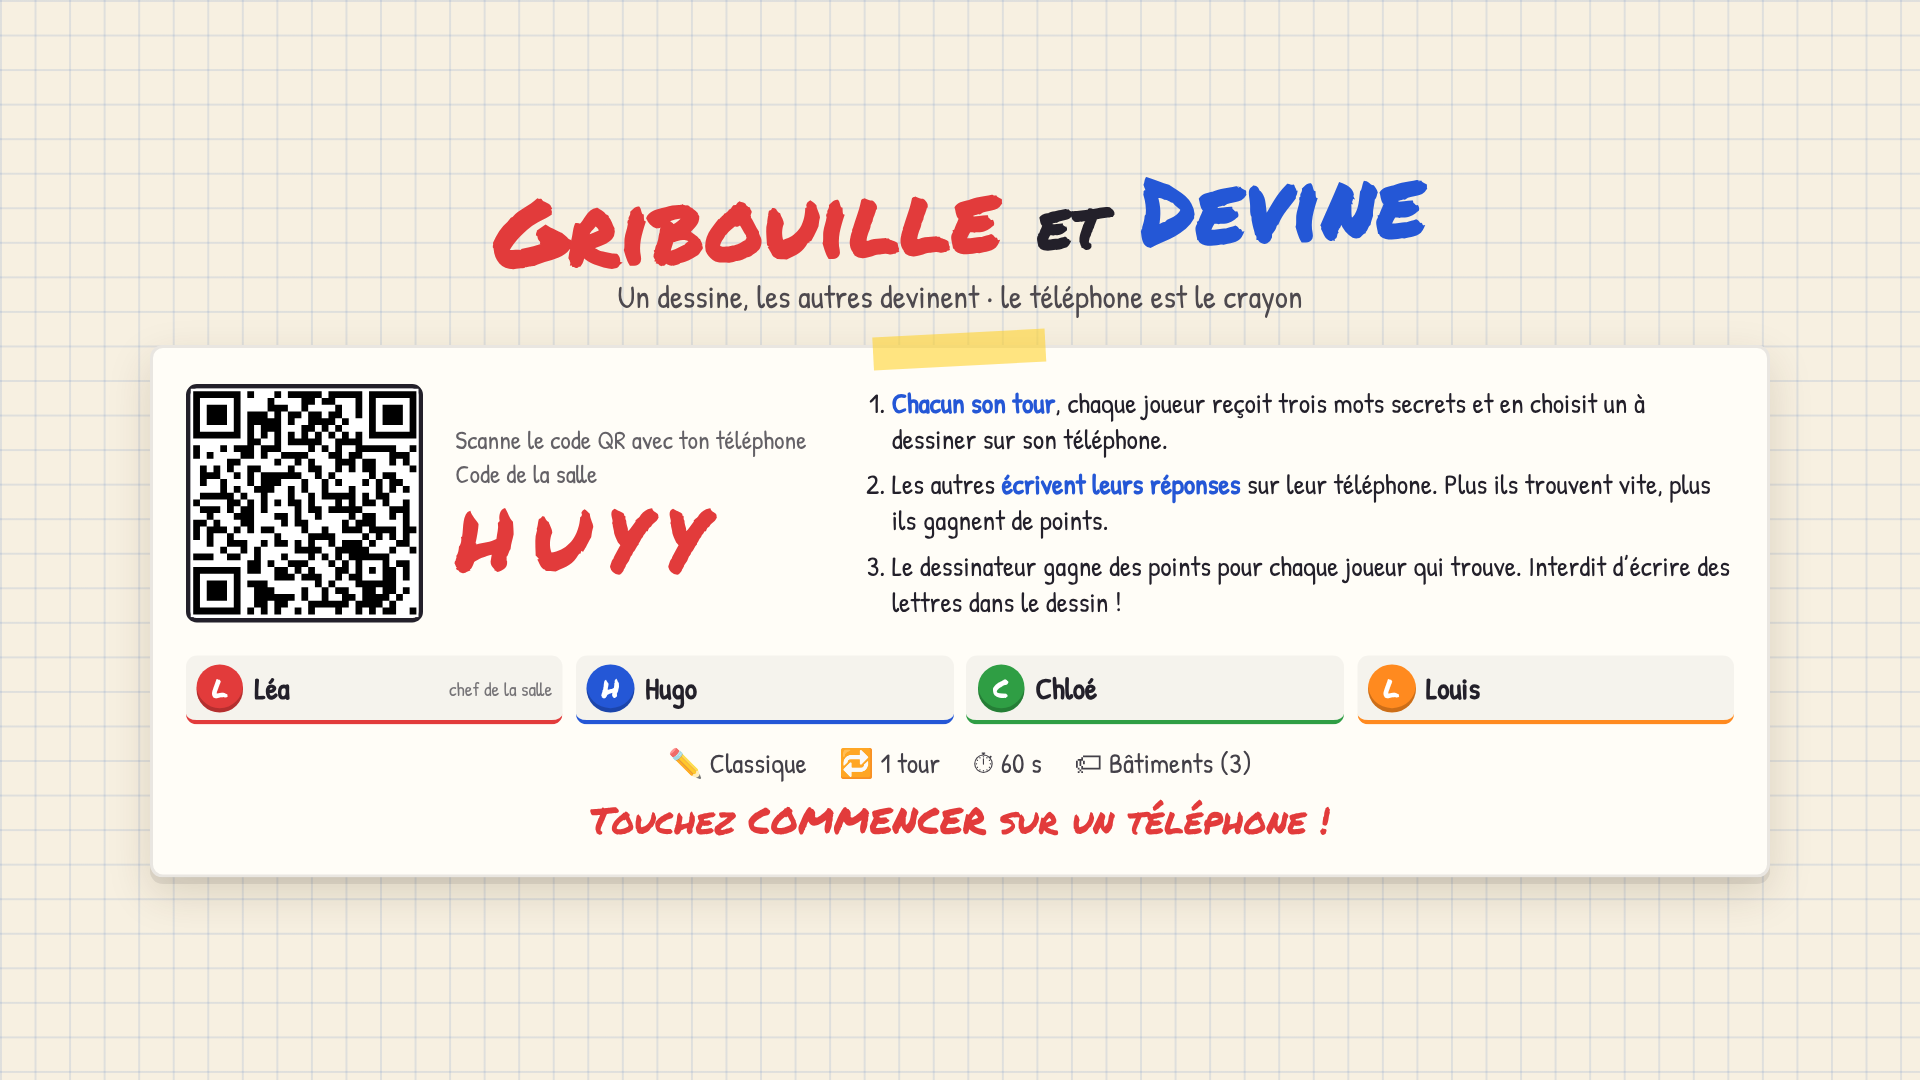 GRIBOUILLE ET DEVINE
Un dessine, les autres devinent · le téléphone est le crayon
Scanne le code QR avec ton téléphone
Code de la salle
HUYY
1. Chacun son tour, chaque joueur reçoit trois mots secrets et en choisit un à
dessiner sur son téléphone.
2. Les autres écrivent leurs réponses sur leur téléphone. Plus ils trouvent vite, plus
ils gagnent de points.
3. Le dessinateur gagne des points pour chaque joueur qui trouve. Interdit d'écrire des
lettres dans le dessin !
L Léa chef de la salle
H Hugo
C Chloé
L Louis
✏️ Classique 🔁 1 tour ⏱ 60 s 🏷 Bâtiments (3)
TOUCHEZ COMMENCER SUR UN TÉLÉPHONE !